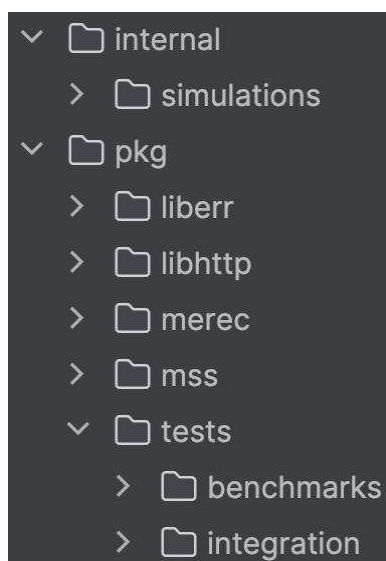 internal
simulations
pkg
liberr
libhttp
merec
mss
tests
benchmarks
integration